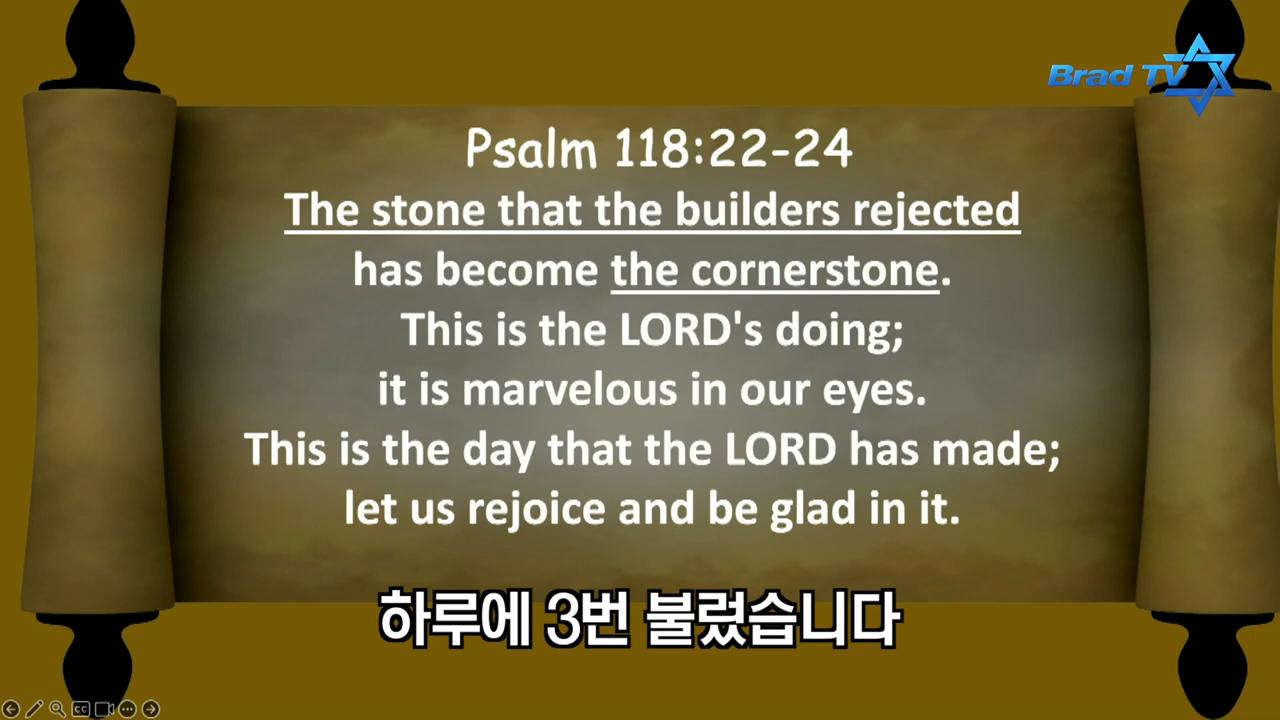 Brad TV
Psalm 118:22-24
The stone that the builders rejected
has become the cornerstone.
This is the LORD's doing;
it is marvelous in our eyes.
This is the day that the LORD has made;
let us rejoice and be glad in it.
하루에 3번 불렀습니다
CC